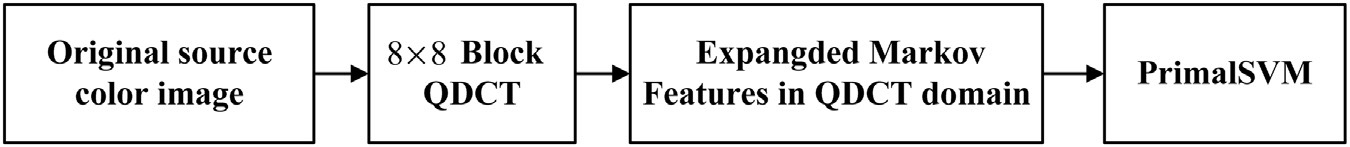 Original source
color image
8×8 Block
QDCT
Expangded Markov
Features in QDCT domain
PrimalSVM